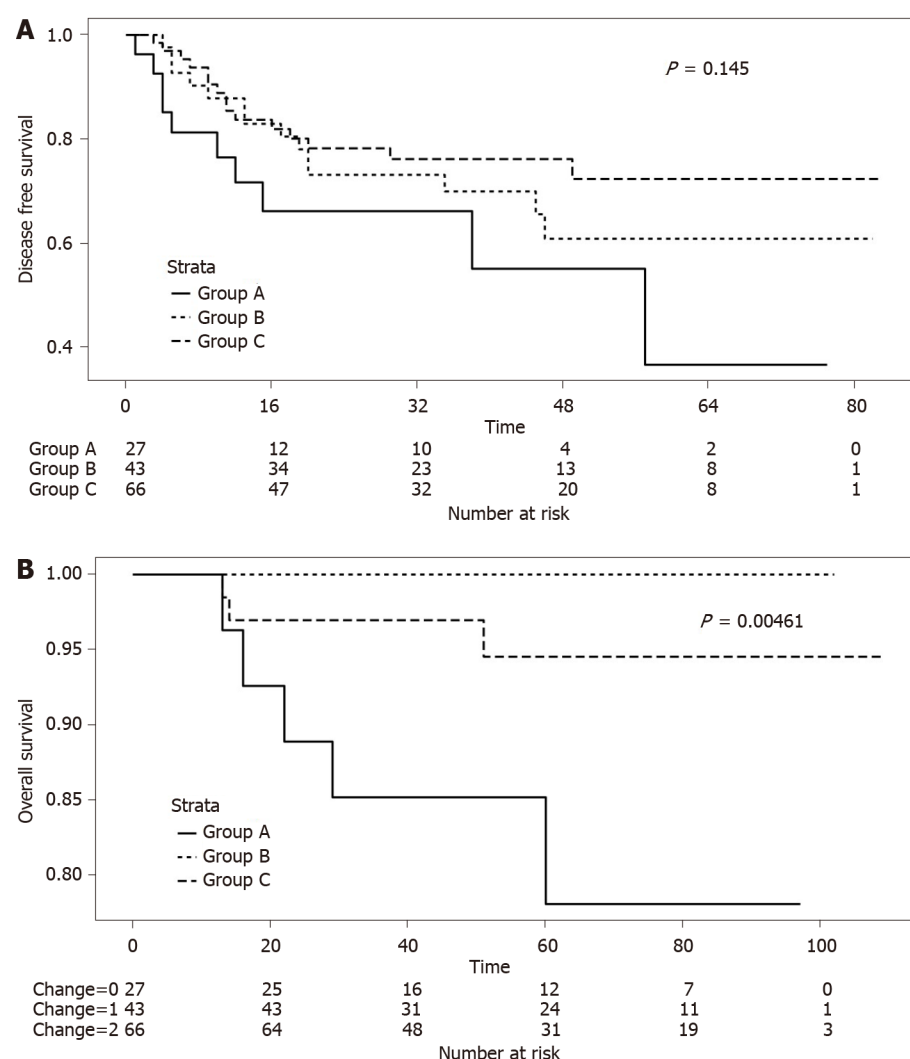 A
1.0
P = 0.145
0.8
Disease free survival
0.6
Strata
Group A
Group B
Group C
0.4
0 16 32 48 64 80
Time
Group A 27 12 10 4 2 0
Group B 43 34 23 13 8 1
Group C 66 47 32 20 8 1
Number at risk
B
1.00
P = 0.00461
0.95
0.90
Overall survival
0.85
Strata
Group A
Group B
Group C
0.80
0 20 40 60 80 100
Time
Change=0 27 25 16 12 7 0
Change=1 43 43 31 24 11 1
Change=2 66 64 48 31 19 3
Number at risk